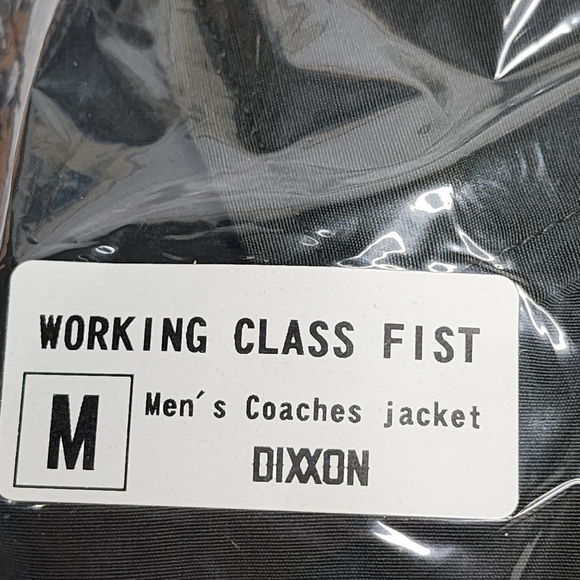 WORKING CLASS FIST
M
Men's Coaches jacket
DIXXON